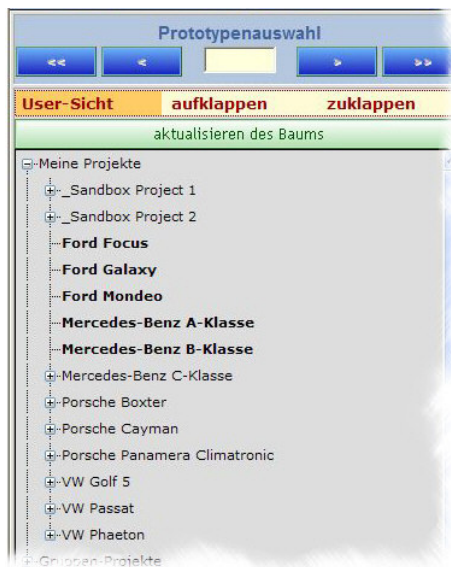 Prototypenauswahl
<< < > >>
User-Sicht aufklappen zuklappen
aktualisieren des Baums
Meine Projekte
_Sandbox Project 1
_Sandbox Project 2
Ford Focus
Ford Galaxy
Ford Mondeo
Mercedes-Benz A-Klasse
Mercedes-Benz B-Klasse
Mercedes-Benz C-Klasse
Porsche Boxter
Porsche Cayman
Porsche Panamera Climatronic
VW Golf 5
VW Passat
VW Phaeton
Gruppen-Projekte